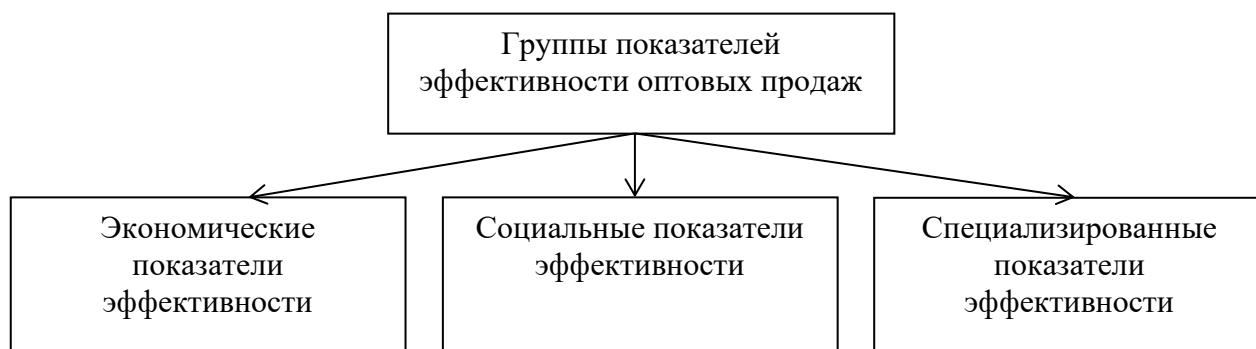 Группы показателей
эффективности оптовых продаж
Экономические
показатели
эффективности
Социальные показатели
эффективности
Специализированные
показатели
эффективности